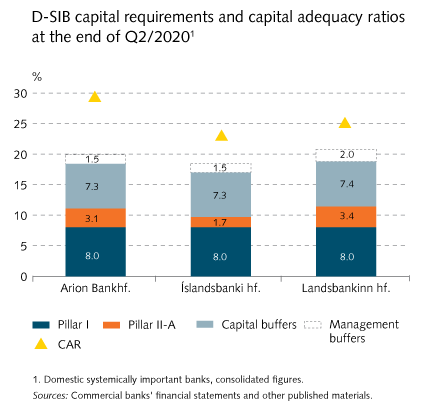 D-SIB capital requirements and capital adequacy ratios
at the end of Q2/2020¹
%
30
25
20
15
10
5
0
1.5
7.3
3.1
8.0
1.5
7.3
1.7
8.0
2.0
7.4
3.4
8.0
Arion Bankhf.
Íslandsbanki hf.
Landsbankinn hf.
Pillar I
Pillar II-A
Capital buffers
Management
buffers
CAR
1. Domestic systemically important banks, consolidated figures.
Sources: Commercial banks' financial statements and other published materials.